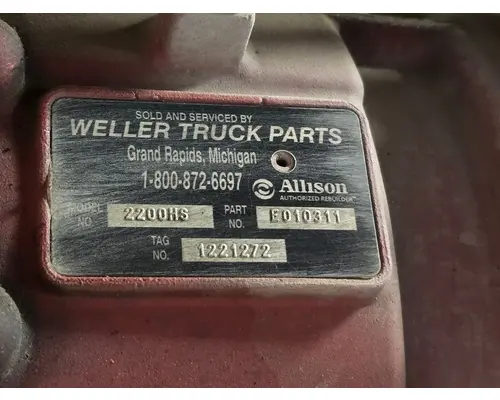 SOLD AND SERVICED BY
WELLER TRUCK PARTS
Grand Rapids, Michigan
1-800-872-6697
Allison
AUTHORIZED REBUILDER
MODEL NO. 2200HS PART NO. E010311
TAG NO. 1221272